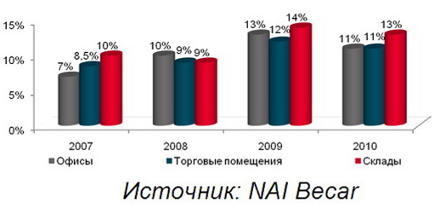 15%
10%
5%
0%
7% 8,5% 10%
10% 9% 9%
13% 12% 14%
11% 11% 13%
2007 2008 2009 2010
Офисы Торговые помещения Склады
Источник: NAI Becar